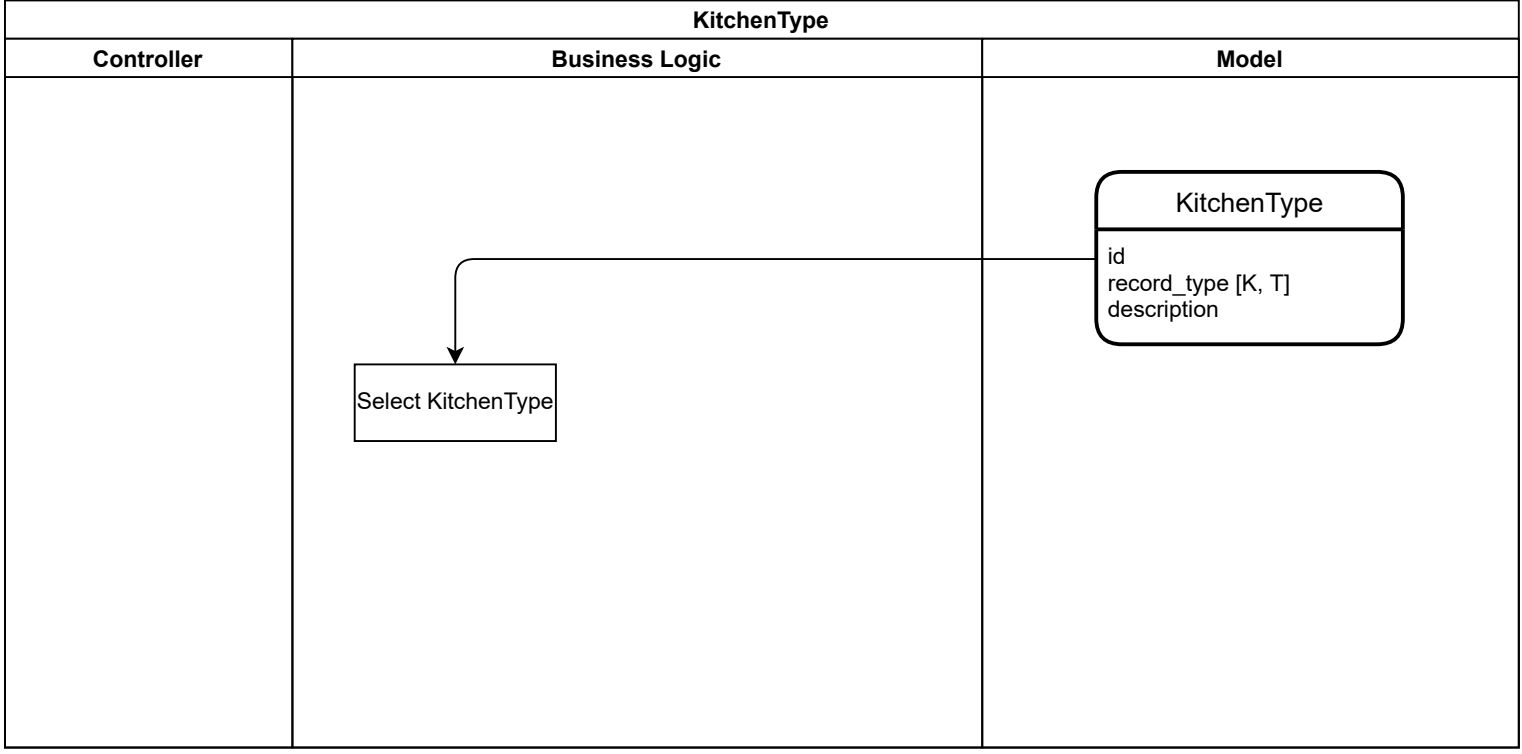 KitchenType
Controller
Business Logic
Model
KitchenType
id
record_type [K, T]
description
Select KitchenType